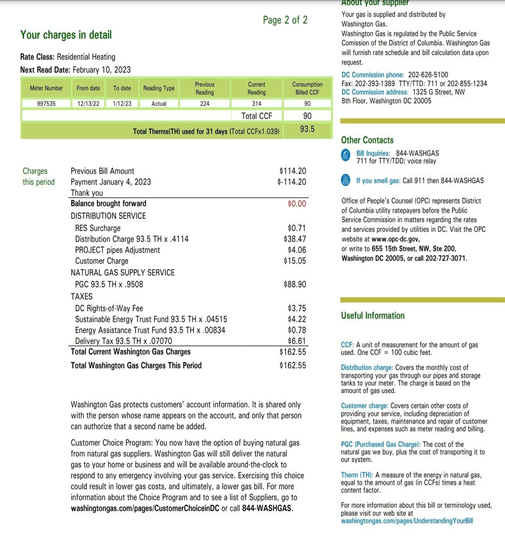 Page 2 of 2
Your charges in detail
Rate Class: Residential Heating
Next Read Date: February 10, 2023
Meter Number From date To date Reading Type Previous Reading Current Reading Consumption Billed CCF
997535 12/13/22 1/12/23 Actual 224 314 90
Total CCF 90
Total Therms(TH) used for 31 days (Total CCFx1.039) 93.5
Charges this period
Previous Bill Amount $114.20
Payment January 4, 2023 $-114.20
Thank you
Balance brought forward $0.00
DISTRIBUTION SERVICE
RES Surcharge $0.71
Distribution Charge 93.5 TH x .4114 $38.47
PROJECT pipes Adjustment $4.06
Customer Charge $15.05
NATURAL GAS SUPPLY SERVICE
PGC 93.5 TH x .9508 $88.90
TAXES
DC Rights-of-Way Fee $3.75
Sustainable Energy Trust Fund 93.5 TH x .04515 $4.22
Energy Assistance Trust Fund 93.5 TH x .00834 $0.78
Delivery Tax 93.5 TH x .07070 $6.61
Total Current Washington Gas Charges $162.55
Total Washington Gas Charges This Period $162.55
Washington Gas protects customers' account information. It is shared only
with the person whose name appears on the account, and only that person
can authorize that a second name be added.
Customer Choice Program: You now have the option of buying natural gas
from natural gas suppliers. Washington Gas will still deliver the natural
gas to your home or business and will be available around-the-clock to
respond to any emergency involving your gas service. Exercising this choice
could result in lower gas costs, and ultimately, a lower gas bill. For more
information about the Choice Program and to see a list of Suppliers, go to
washingtongas.com/pages/CustomerChoiceinDC or call 844-WASHGAS.
About your supplier
Your gas is supplied and distributed by
Washington Gas.
Washington Gas is regulated by the Public Service
Comission of the District of Columbia. Washington Gas
will furnish rate schedule and bill calculation data upon
request.
DC Commission phone: 202-626-5100
Fax: 202-393-1389 TTY/TTD: 711 or 202-855-1234
DC Commission address: 1325 G Street, NW
8th Floor, Washington DC 20005
Other Contacts
Bill Inquiries: 844-WASHGAS
711 for TTY/TDD; voice relay
If you smell gas: Call 911 then 844-WASHGAS
Office of People's Counsel (OPC) represents District
of Columbia utility ratepayers before the Public
Service Commission in matters regarding the rates
and services provided by utilities in DC. Visit the OPC
website at www.opc-dc.gov,
or write to 655 15th Street, NW, Ste 200,
Washington DC 20005, or call 202-727-3071.
Useful Information
CCF: A unit of measurement for the amount of gas
used. One CCF = 100 cubic feet.
Distribution charge: Covers the monthly cost of
transporting your gas through our pipes and storage
tanks to your meter. The charge is based on the
amount of gas used.
Customer charge: Covers certain other costs of
providing your service, including depreciation of
equipment, taxes, maintenance and repair of customer
lines, and expenses such as meter reading and billing.
PGC (Purchased Gas Charge): The cost of the
natural gas we buy, plus the cost of transporting it to
our system.
Therm (TH): A measure of the energy in natural gas,
equal to the amount of gas (in CCFs) times a heat
content factor.
For more information about this bill or terminology used,
please visit our web site at
washingtongas.com/pages/UnderstandingYourBill